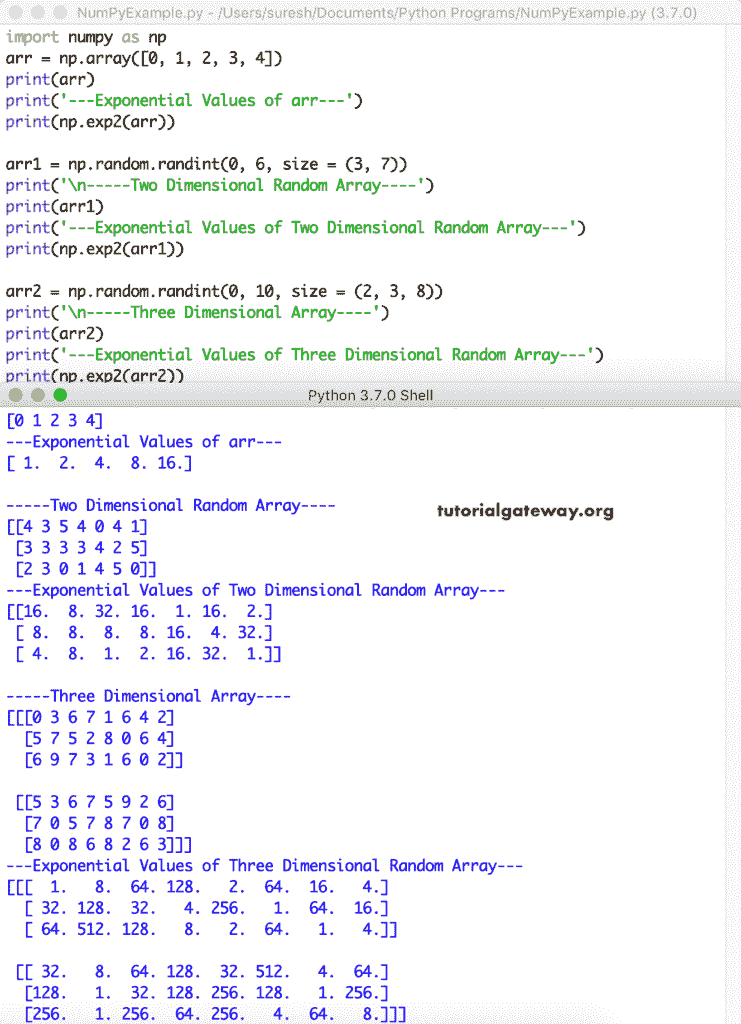 NumPyExample.py - /Users/suresh/Documents/Python Programs/NumPyExample.py (3.7.0)
import numpy as np
arr = np.array([0, 1, 2, 3, 4])
print(arr)
print('---Exponential Values of arr---')
print(np.exp2(arr))

arr1 = np.random.randint(0, 6, size = (3, 7))
print('\n-----Two Dimensional Random Array----')
print(arr1)
print('---Exponential Values of Two Dimensional Random Array---')
print(np.exp2(arr1))

arr2 = np.random.randint(0, 10, size = (2, 3, 8))
print('\n-----Three Dimensional Array----')
print(arr2)
print('---Exponential Values of Three Dimensional Random Array---')
print(np.exp2(arr2))
Python 3.7.0 Shell
[0 1 2 3 4]
---Exponential Values of arr---
[ 1.  2.  4.  8. 16.]

-----Two Dimensional Random Array----
tutorialgateway.org
[[4 3 5 4 0 4 1]
 [3 3 3 3 4 2 5]
 [2 3 0 1 4 5 0]]
---Exponential Values of Two Dimensional Random Array---
[[16.  8. 32. 16.  1. 16.  2.]
 [ 8.  8.  8.  8. 16.  4. 32.]
 [ 4.  8.  1.  2. 16. 32.  1.]]

-----Three Dimensional Array----
[[[0 3 6 7 1 6 4 2]
  [5 7 5 2 8 0 6 4]
  [6 9 7 3 1 6 0 2]]

 [[5 3 6 7 5 9 2 6]
  [7 0 5 7 8 7 0 8]
  [8 0 8 6 8 2 6 3]]]
---Exponential Values of Three Dimensional Random Array---
[[[  1.   8.  64. 128.   2.  64.  16.   4.]
  [ 32. 128.  32.   4. 256.   1.  64.  16.]
  [ 64. 512. 128.   8.   2.  64.   1.   4.]]

 [[ 32.   8.  64. 128.  32. 512.   4.  64.]
  [128.   1.  32. 128. 256. 128.   1. 256.]
  [256.   1. 256.  64. 256.   4.  64.   8.]]]